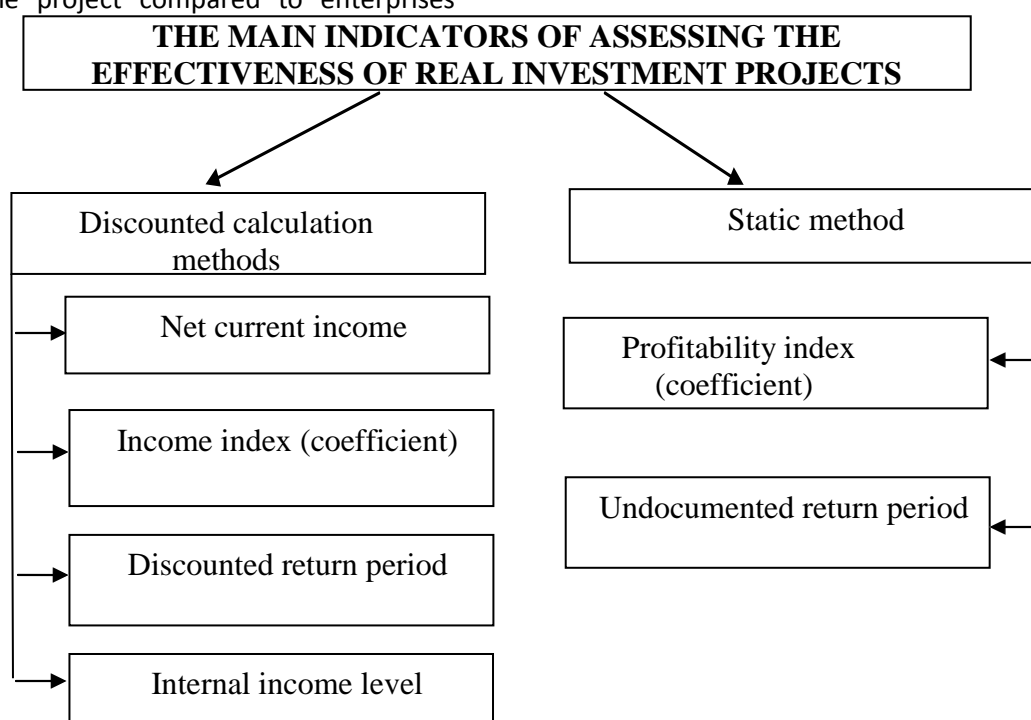 project compared to enterprises
THE MAIN INDICATORS OF ASSESSING THE
EFFECTIVENESS OF REAL INVESTMENT PROJECTS
Discounted calculation
methods
Static method
Net current income
Profitability index
(coefficient)
Income index (coefficient)
Undocumented return period
Discounted return period
Internal income level